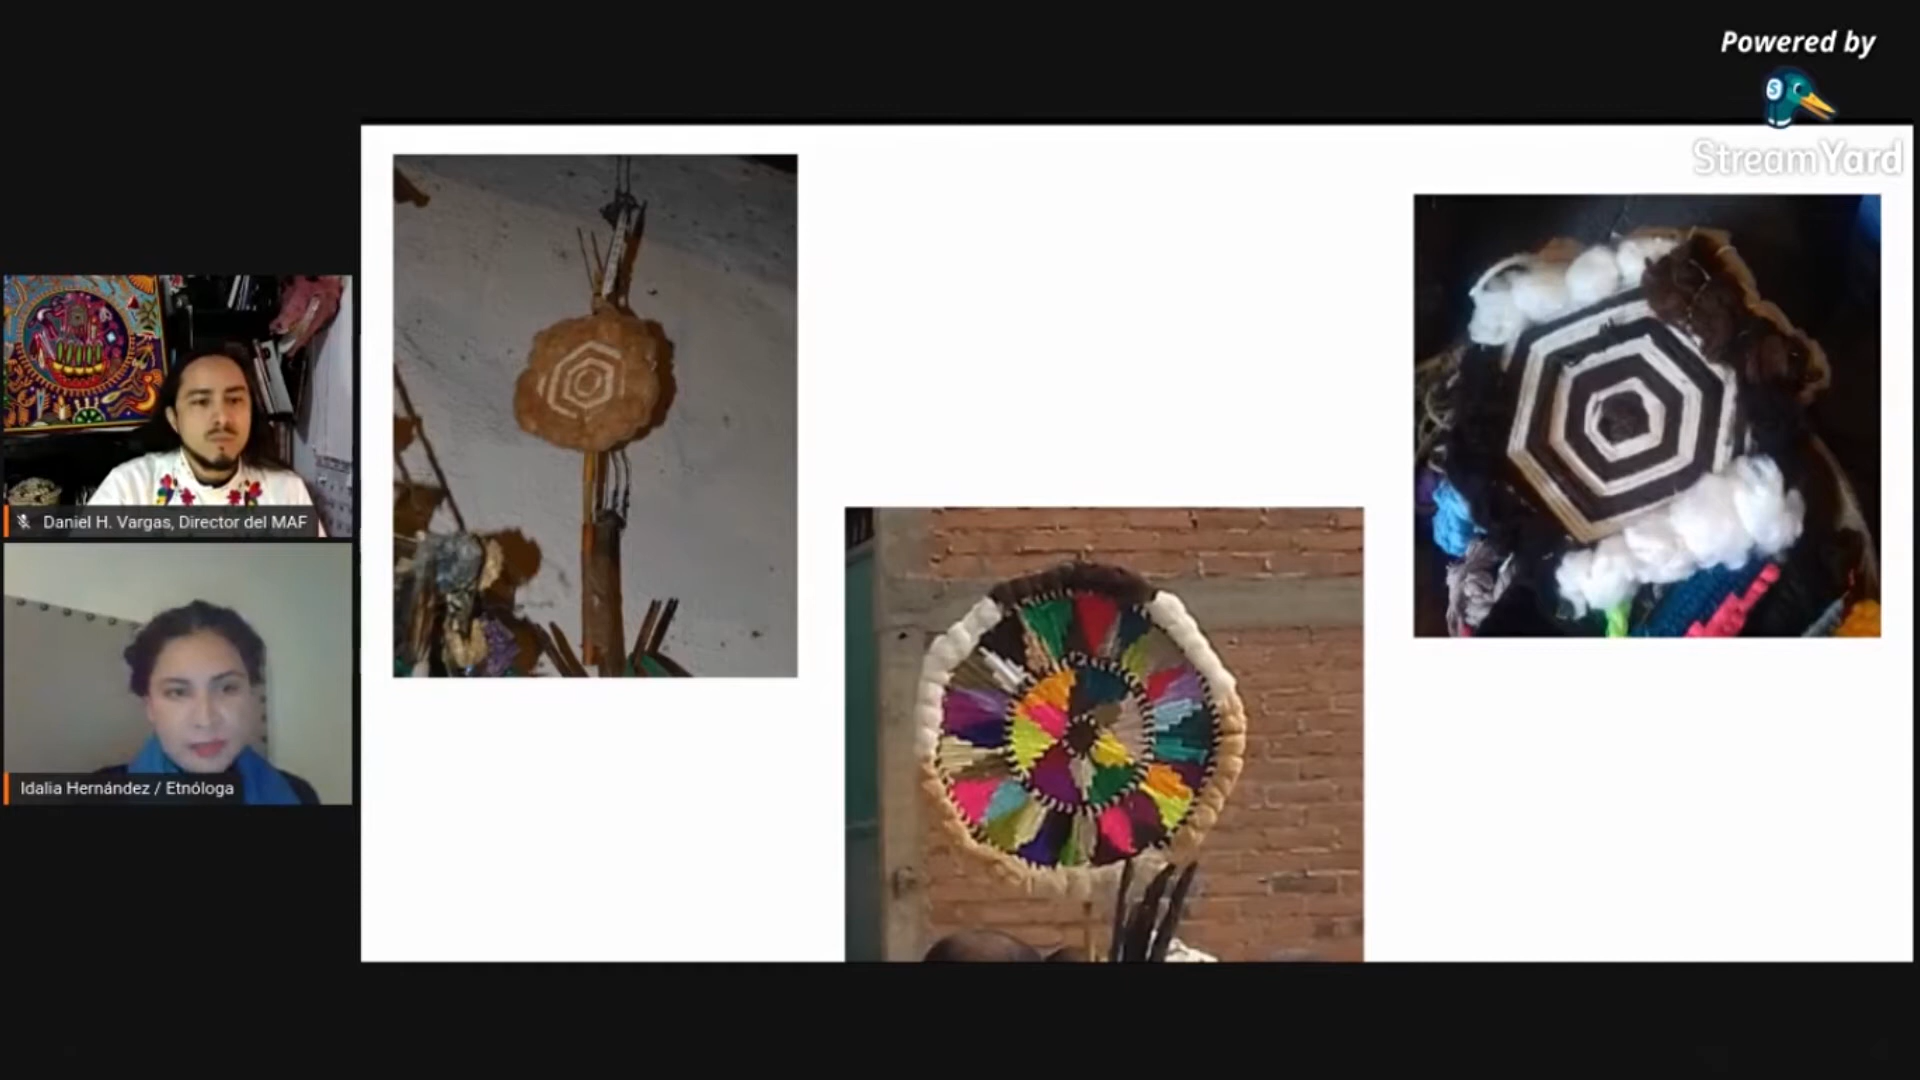 Powered by
S
StreamYard
Daniel H. Vargas, Director del MAF
Idalia Hernández / Etnóloga